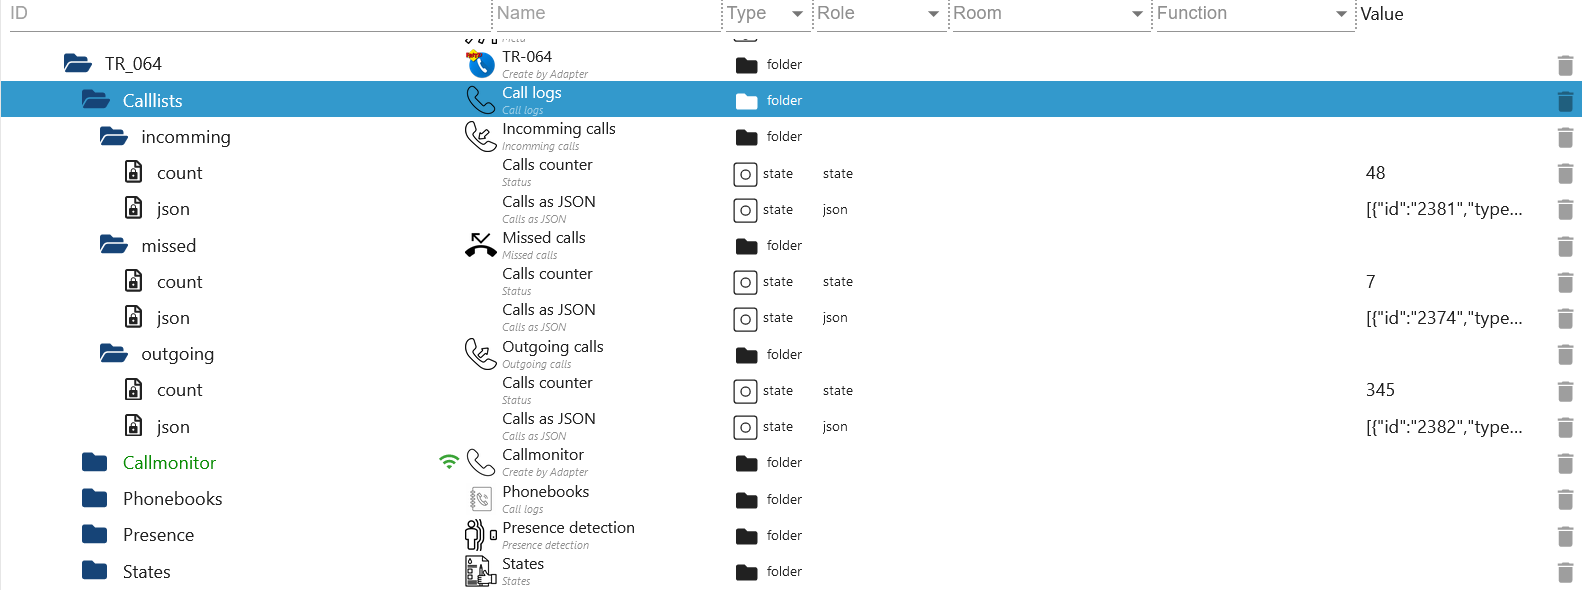 ID Name Type Role Room Function Value
TR_064 TR-064 folder
Create by Adapter
Calllists Call logs folder
Call logs
incomming Incomming calls folder
Incomming calls
count Calls counter state state 48
Status
json Calls as JSON state json [{"id":"2381","type...
Calls as JSON
missed Missed calls folder
Missed calls
count Calls counter state state 7
Status
json Calls as JSON state json [{"id":"2374","type...
Calls as JSON
outgoing Outgoing calls folder
Outgoing calls
count Calls counter state state 345
Status
json Calls as JSON state json [{"id":"2382","type...
Calls as JSON
Callmonitor Callmonitor folder
Create by Adapter
Phonebooks Phonebooks folder
Call logs
Presence Presence detection folder
Presence detection
States States folder
States